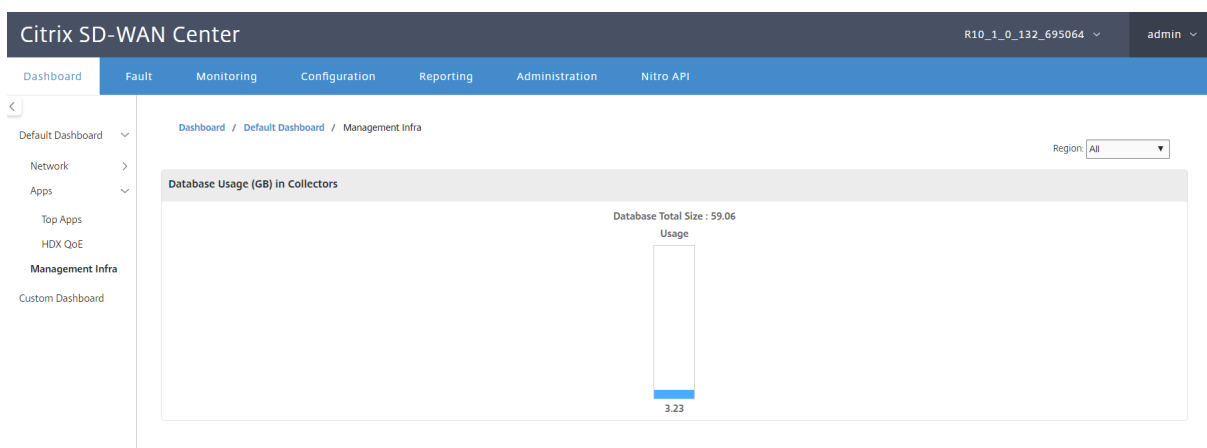 Citrix SD-WAN Center
R10_1_0_132_695064
admin
Dashboard Fault Monitoring Configuration Reporting Administration Nitro API
Default Dashboard
Network
Apps
Top Apps
HDX QoE
Management Infra
Custom Dashboard
Dashboard / Default Dashboard / Management Infra
Region: All
Database Usage (GB) in Collectors
Database Total Size : 59.06
Usage
3.23